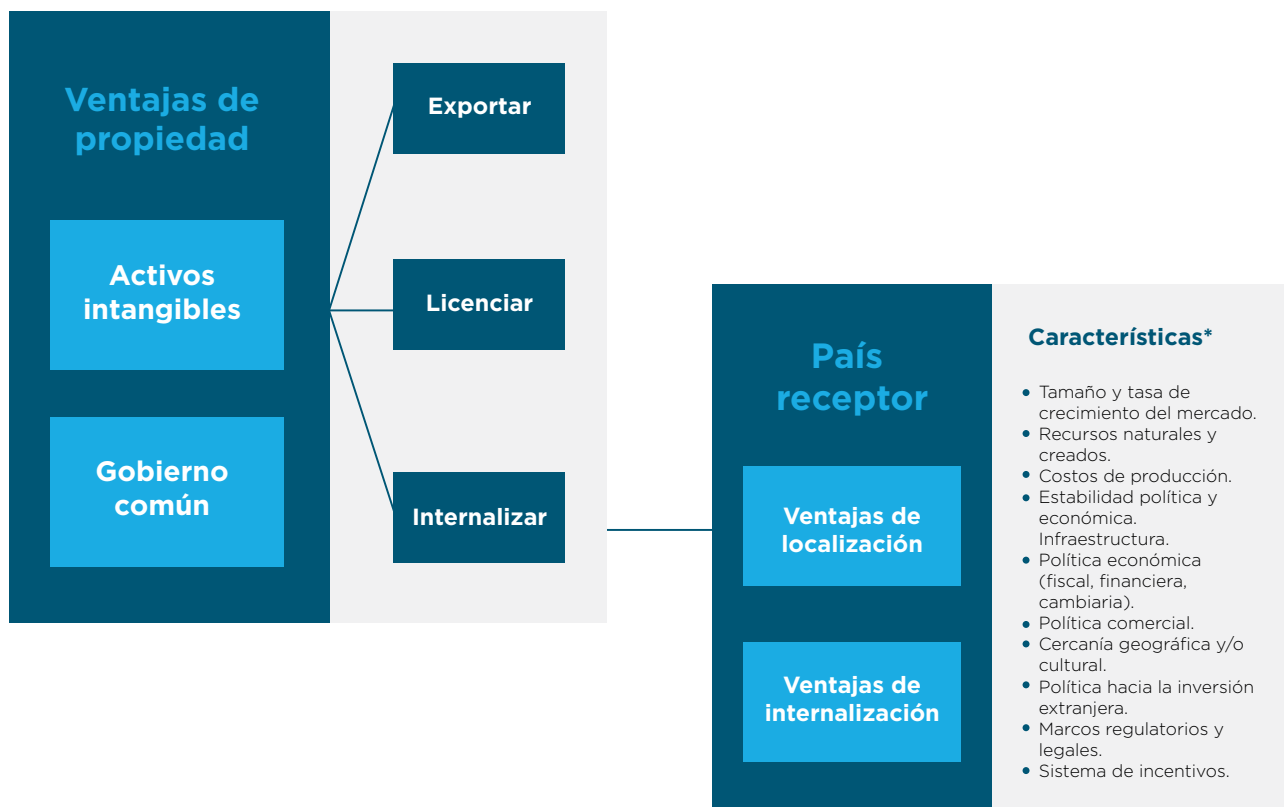 Ventajas de
propiedad
Activos
intangibles
Gobierno
común
Exportar
Licenciar
Internalizar
País
receptor
Ventajas de
localización
Ventajas de
internalización
Características*
• Tamaño y tasa de
crecimiento del mercado.
• Recursos naturales y
creados.
• Costos de producción.
• Estabilidad política y
económica.
Infraestructura.
• Política económica
(fiscal, financiera,
cambiaria).
• Política comercial.
• Cercanía geográfica y/o
cultural.
• Política hacia la inversión
extranjera.
• Marcos regulatorios y
legales.
• Sistema de incentivos.